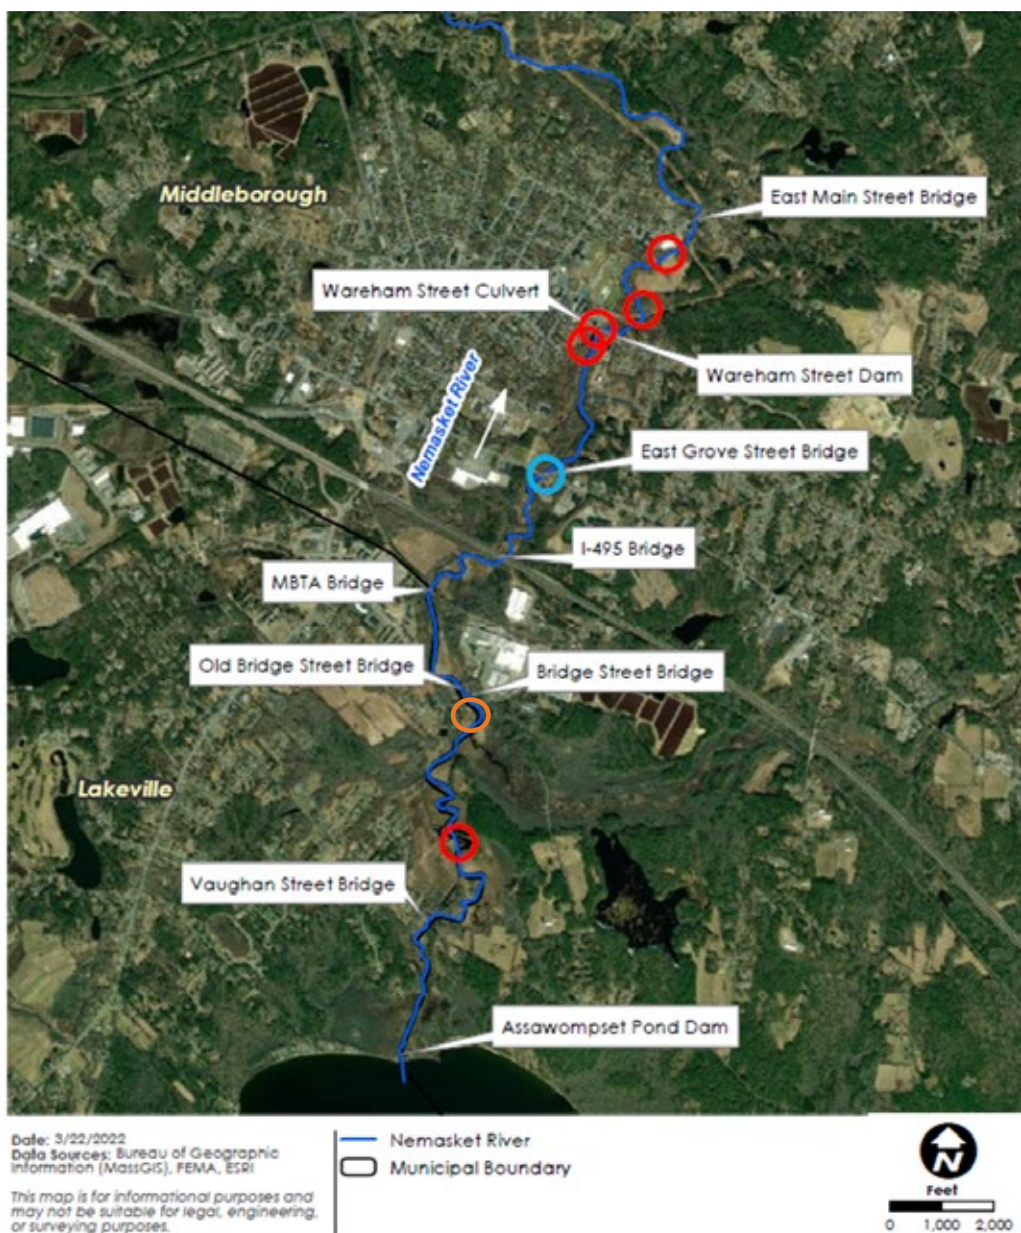 Middleborough
East Main Street Bridge
Wareham Street Culvert
Wareham Street Dam
Nemasket River
East Grove Street Bridge
I-495 Bridge
MBTA Bridge
Old Bridge Street Bridge
Bridge Street Bridge
Lakeville
Vaughan Street Bridge
Assawompset Pond Dam
Date: 3/22/2022
Data Sources: Bureau of Geographic
Information (MassGIS), FEMA, ESRI
This map is for informational purposes and
may not be suitable for legal, engineering,
or surveying purposes.
Nemasket River
Municipal Boundary
N
Feet
0 1,000 2,000